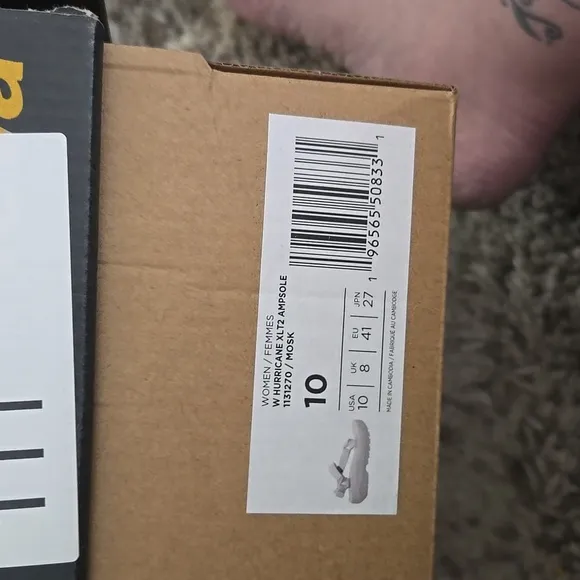 WOMEN / FEMMES
W HURRICANE XLT2 AMPSOLE
1131270 / MOSK
10
USA UK EU JPN
10 8 41 27
MADE IN CAMBODIA / FABRIQUÉ AU CAMBODGE
1 96565 50833 1